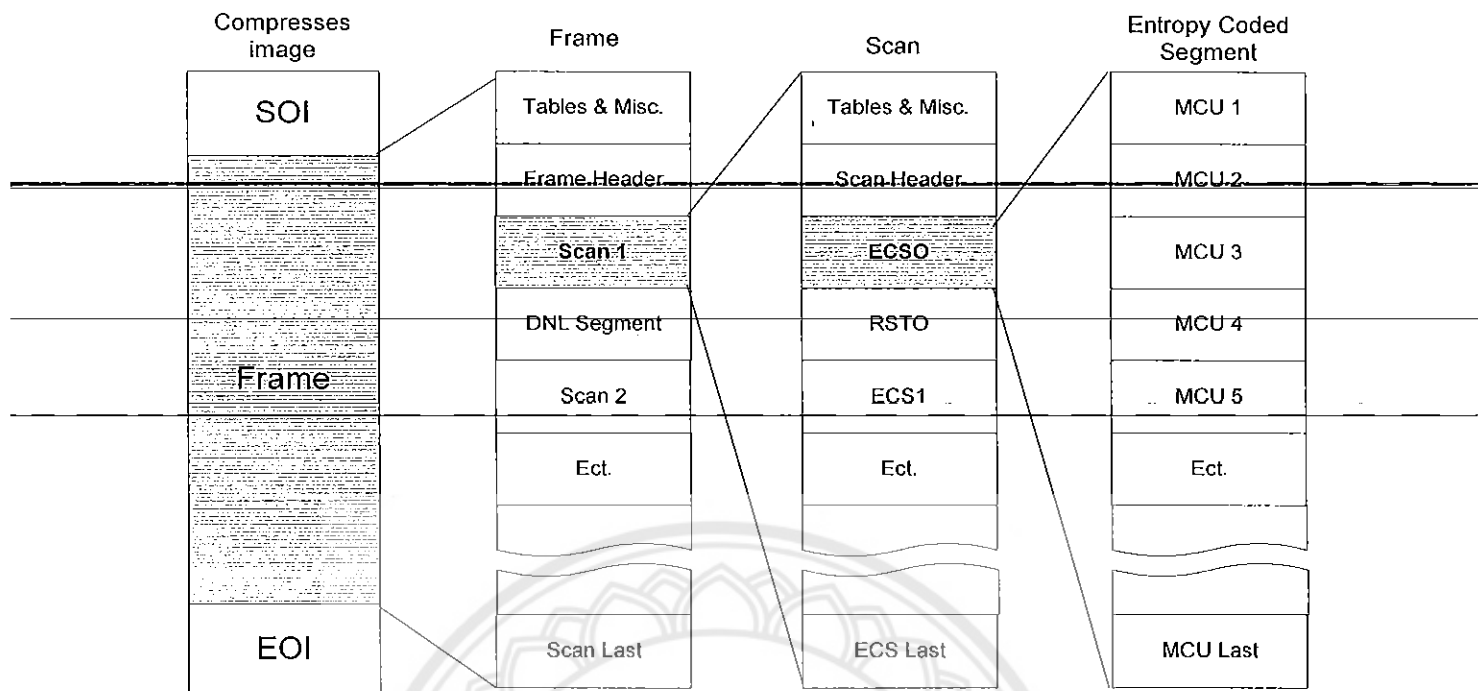 Compresses
image
SOI
Frame
EOI
Frame
Tables & Misc.
Frame Header
Scan 1
DNL Segment
Scan 2
Ect.
Scan Last
Scan
Tables & Misc.
Scan Header
ECSO
RSTO
ECS1
Ect.
ECS Last
Entropy Coded
Segment
MCU 1
MCU 2
MCU 3
MCU 4
MCU 5
Ect.
MCU Last